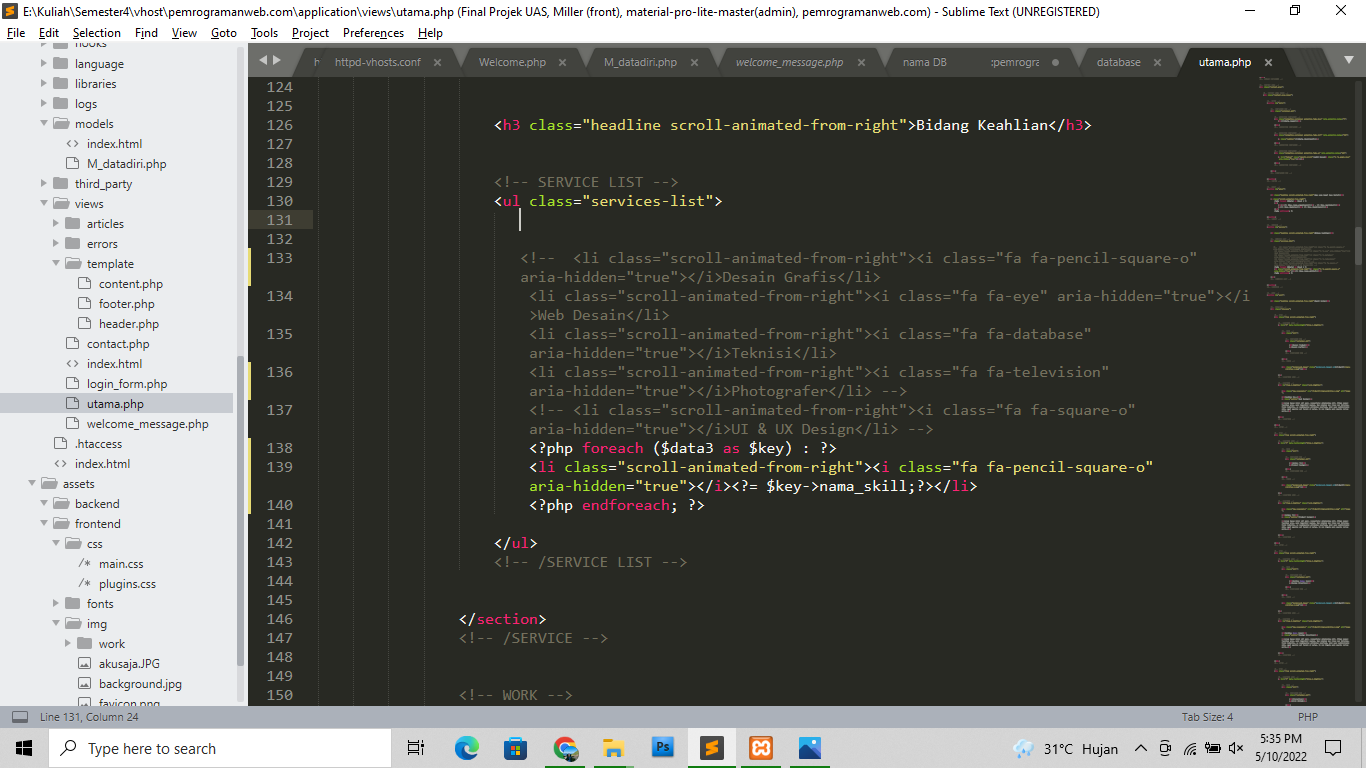 E:\Kuliah\Semester4\vhost\pemrogramanweb.com\application\views\utama.php (Final Projek UAS, Miller (front), material-pro-lite-master(admin), pemrogranweb.com) - Sublime Text (UNREGISTERED)
File Edit Selection Find View Goto Tools Project Preferences Help
hooks
language
libraries
logs
models
<> index.html
M_datadiri.php
third_party
views
articles
errors
template
content.php
footer.php
header.php
contact.php
<> index.html
login_form.php
utama.php
welcome_message.php
.htaccess
<> index.html
assets
backend
frontend
css
/* main.css
/* plugins.css
fonts
img
work
akusaja.JPG
background.jpg
favicon.png
h httpd-vhosts.conf × Welcome.php × M_datadiri.php × welcome_message.php × nama DB :pemrogra database × utama.php ×
124
125
126 <h3 class="headline scroll-animated-from-right">Bidang Keahlian</h3>
127
128
129 <!-- SERVICE LIST -->
130 <ul class="services-list">
131
132
133 <!-- <li class="scroll-animated-from-right"><i class="fa fa-pencil-square-o"
aria-hidden="true"></i>Desain Grafis</li>
134 <li class="scroll-animated-from-right"><i class="fa fa-eye" aria-hidden="true"></i
>Web Desain</li>
135 <li class="scroll-animated-from-right"><i class="fa fa-database"
aria-hidden="true"></i>Teknisi</li>
136 <li class="scroll-animated-from-right"><i class="fa fa-television"
aria-hidden="true"></i>Photografer</li> -->
137 <!-- <li class="scroll-animated-from-right"><i class="fa fa-square-o"
aria-hidden="true"></i>UI & UX Design</li> -->
138 <?php foreach ($data3 as $key) : ?>
139 <li class="scroll-animated-from-right"><i class="fa fa-pencil-square-o"
aria-hidden="true"></i><?= $key->nama_skill;?></li>
140 <?php endforeach; ?>
141
142 </ul>
143 <!-- /SERVICE LIST -->
144
145
146 </section>
147 <!-- /SERVICE -->
148
149
150 <!-- WORK -->
Line 131, Column 24 Tab Size: 4 PHP
Type here to search
Ps
31°C Hujan
5:35 PM
5/10/2022